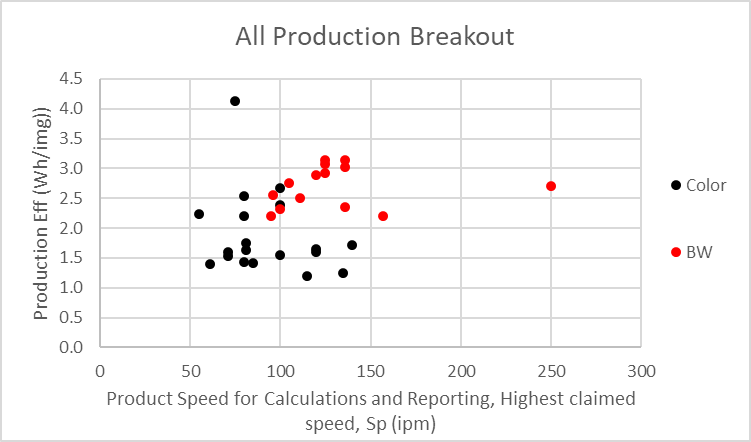 All Production Breakout
Production Eff (Wh/img))
4.5
4.0
3.5
3.0
2.5
2.0
1.5
1.0
0.5
0.0
0 50 100 150 200 250 300
Product Speed for Calculations and Reporting, Highest claimed
speed, Sp (ipm)
Color
BW